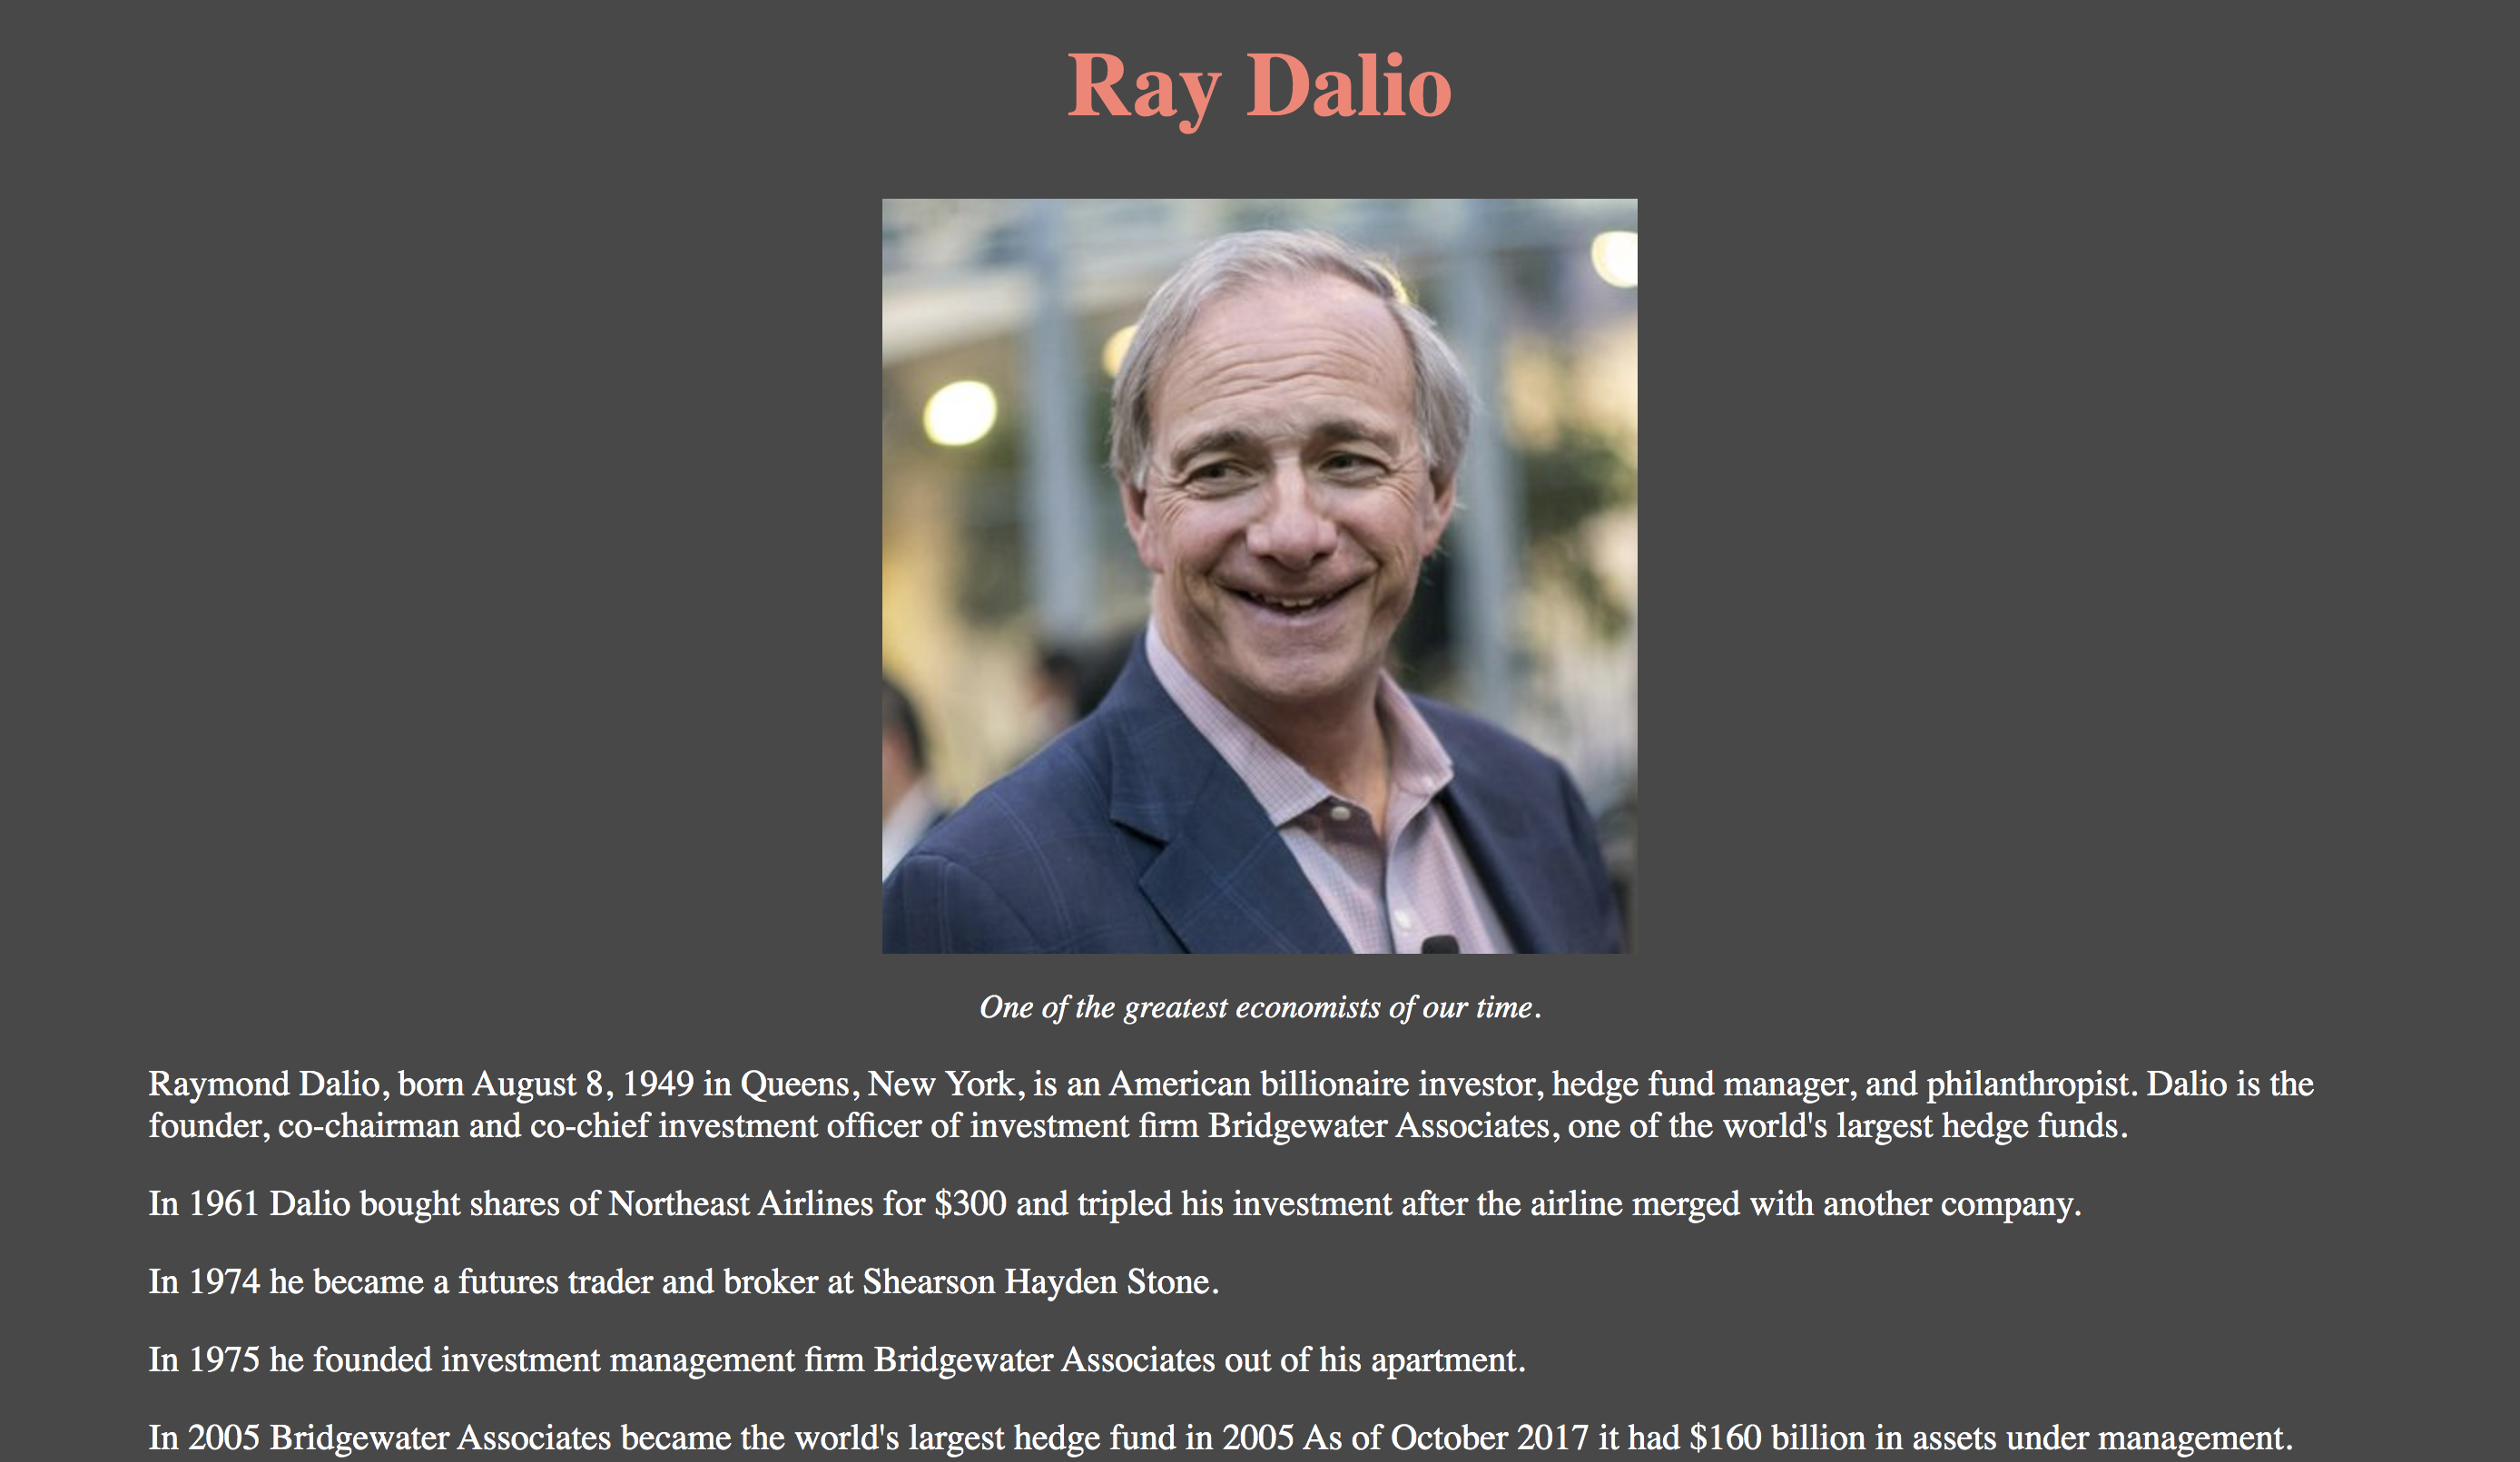 Ray Dalio
One of the greatest economists of our time.
Raymond Dalio, born August 8, 1949 in Queens, New York, is an American billionaire investor, hedge fund manager, and philanthropist. Dalio is the
founder, co-chairman and co-chief investment officer of investment firm Bridgewater Associates, one of the world's largest hedge funds.
In 1961 Dalio bought shares of Northeast Airlines for $300 and tripled his investment after the airline merged with another company.
In 1974 he became a futures trader and broker at Shearson Hayden Stone.
In 1975 he founded investment management firm Bridgewater Associates out of his apartment.
In 2005 Bridgewater Associates became the world's largest hedge fund in 2005 As of October 2017 it had $160 billion in assets under management.